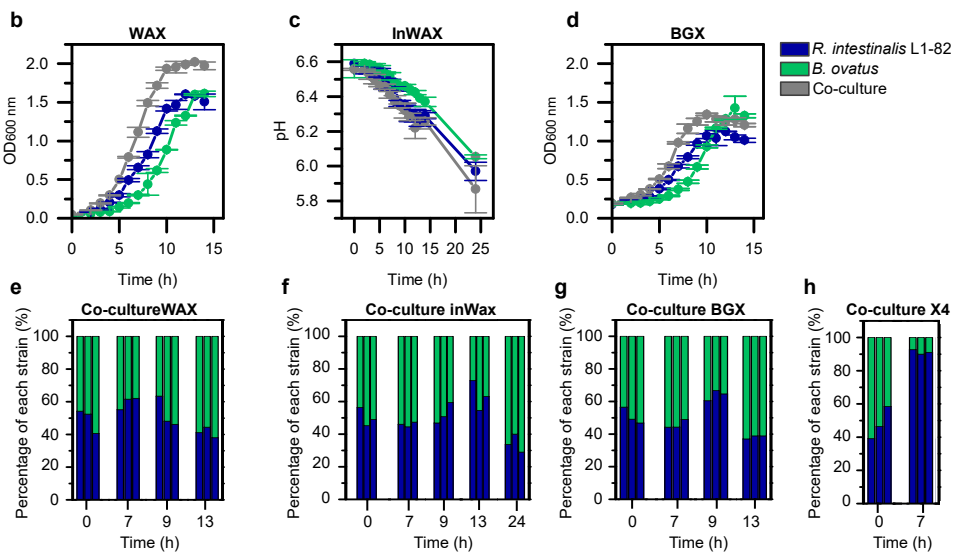 b
WAX
OD600 nm
2.0
1.5
1.0
0.5
0.0
0 5 10 15
Time (h)
c
InWAX
pH
6.6
6.4
6.2
6.0
5.8
0 5 10 15 20 25
Time (h)
d
BGX
OD600 nm
2.0
1.5
1.0
0.5
0.0
0 5 10 15
Time (h)
R. intestinalis L1-82
B. ovatus
Co-culture
e
Co-cultureWAX
Percentage of each strain (%)
100
80
60
40
20
0
0 7 9 13
Time (h)
f
Co-culture inWax
Percentage of each strain (%)
100
80
60
40
20
0
0 7 9 13 24
Time (h)
g
Co-culture BGX
Percentage of each strain (%)
100
80
60
40
20
0
0 7 9 13
Time (h)
h
Co-culture X4
Percentage of each strain (%)
100
80
60
40
20
0
0 7
Time (h)